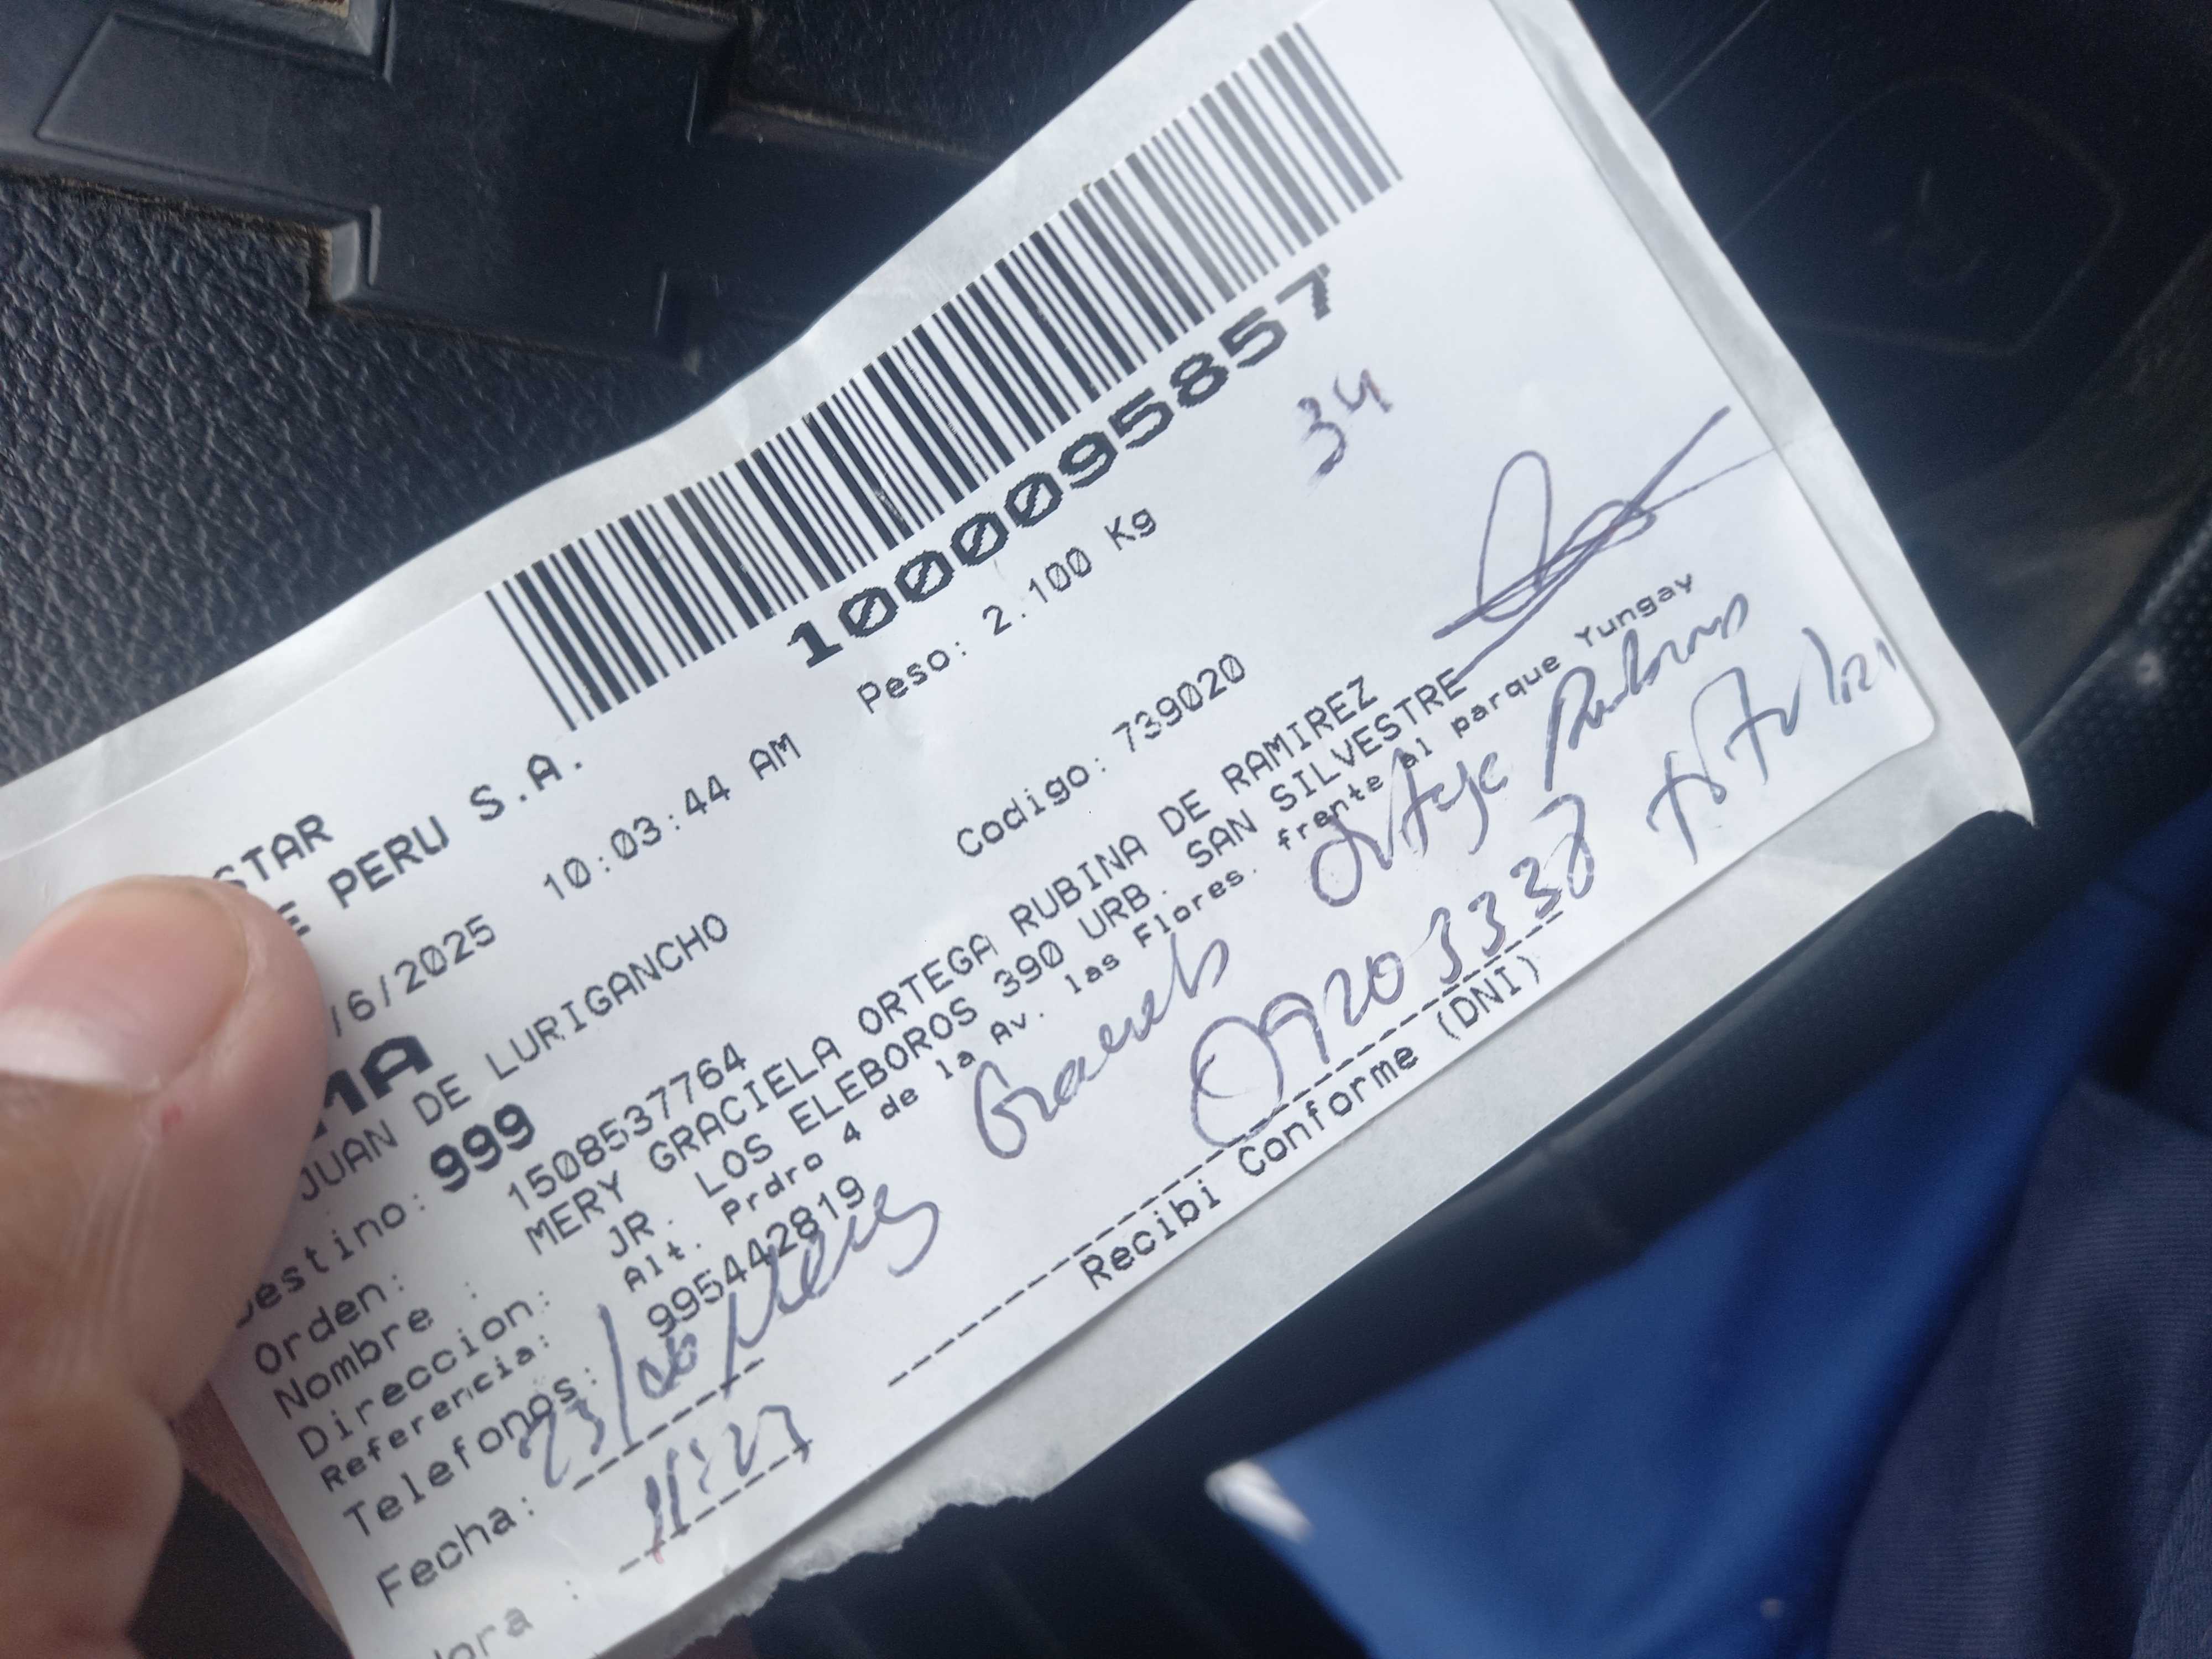 1000095857
34
Peso: 2.100 Kg
STAR
E PERU S.A.
/6/2025 10:03:44 AM
MA
JUAN DE LURIGANCHO
Destino: 999
Codigo: 739020
Orden: 1508537764
Nombre : MERY GRACIELA ORTEGA RUBINA DE RAMIREZ
Direccion: JR. LOS ELEBOROS 390 URB. SAN SILVESTRE
Referencia: Alt. Prdro 4 de la Av. las Flores. frente al parque Yungay
Telefonos: 995442819
Fecha: 23/06 Mery Graciela Ortega Rubina
09203338
Hora : 11:27
Recibi Conforme (DNI)